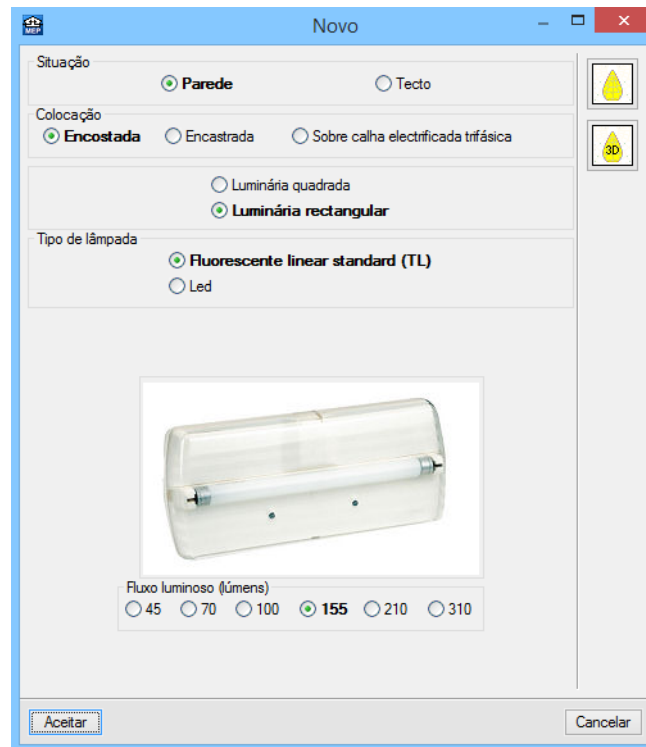 MEP
Novo
Situação
Parede
Tecto
Colocação
Encostada
Encastrada
Sobre calha electrificada trifásica
Luminária quadrada
Luminária rectangular
Tipo de lâmpada
Fluorescente linear standard (TL)
Led
3D
Fluxo luminoso (lúmens)
45
70
100
155
210
310
Aceitar
Cancelar